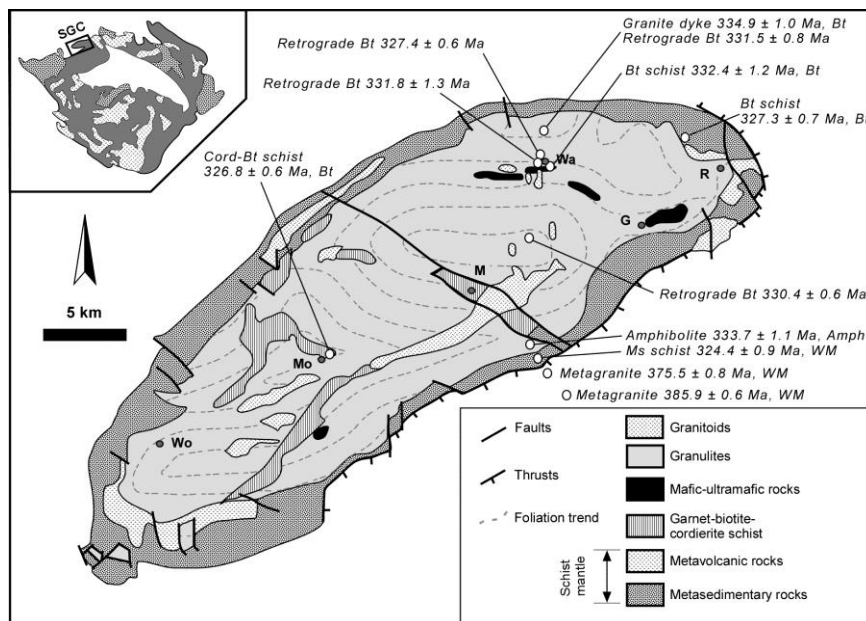 SGC
Granite dyke 334.9 ± 1.0 Ma, Bt
Retrograde Bt 327.4 ± 0.6 Ma
Retrograde Bt 331.5 ± 0.8 Ma
Retrograde Bt 331.8 ± 1.3 Ma
Bt schist 332.4 ± 1.2 Ma, Bt
Bt schist
327.3 ± 0.7 Ma, Bt
Cord-Bt schist
326.8 ± 0.6 Ma, Bt
Wa
R
G
M
5 km
Retrograde Bt 330.4 ± 0.6 Ma
Amphibolite 333.7 ± 1.1 Ma, Amph
Mo
Ms schist 324.4 ± 0.9 Ma, WM
Metagranite 375.5 ± 0.8 Ma, WM
Metagranite 385.9 ± 0.6 Ma, WM
Wo
Faults
Thrusts
Foliation trend
Granitoids
Granulites
Mafic-ultramafic rocks
Garnet-biotite-
cordierite schist
Schist
mantle
Metavolcanic rocks
Metasedimentary rocks